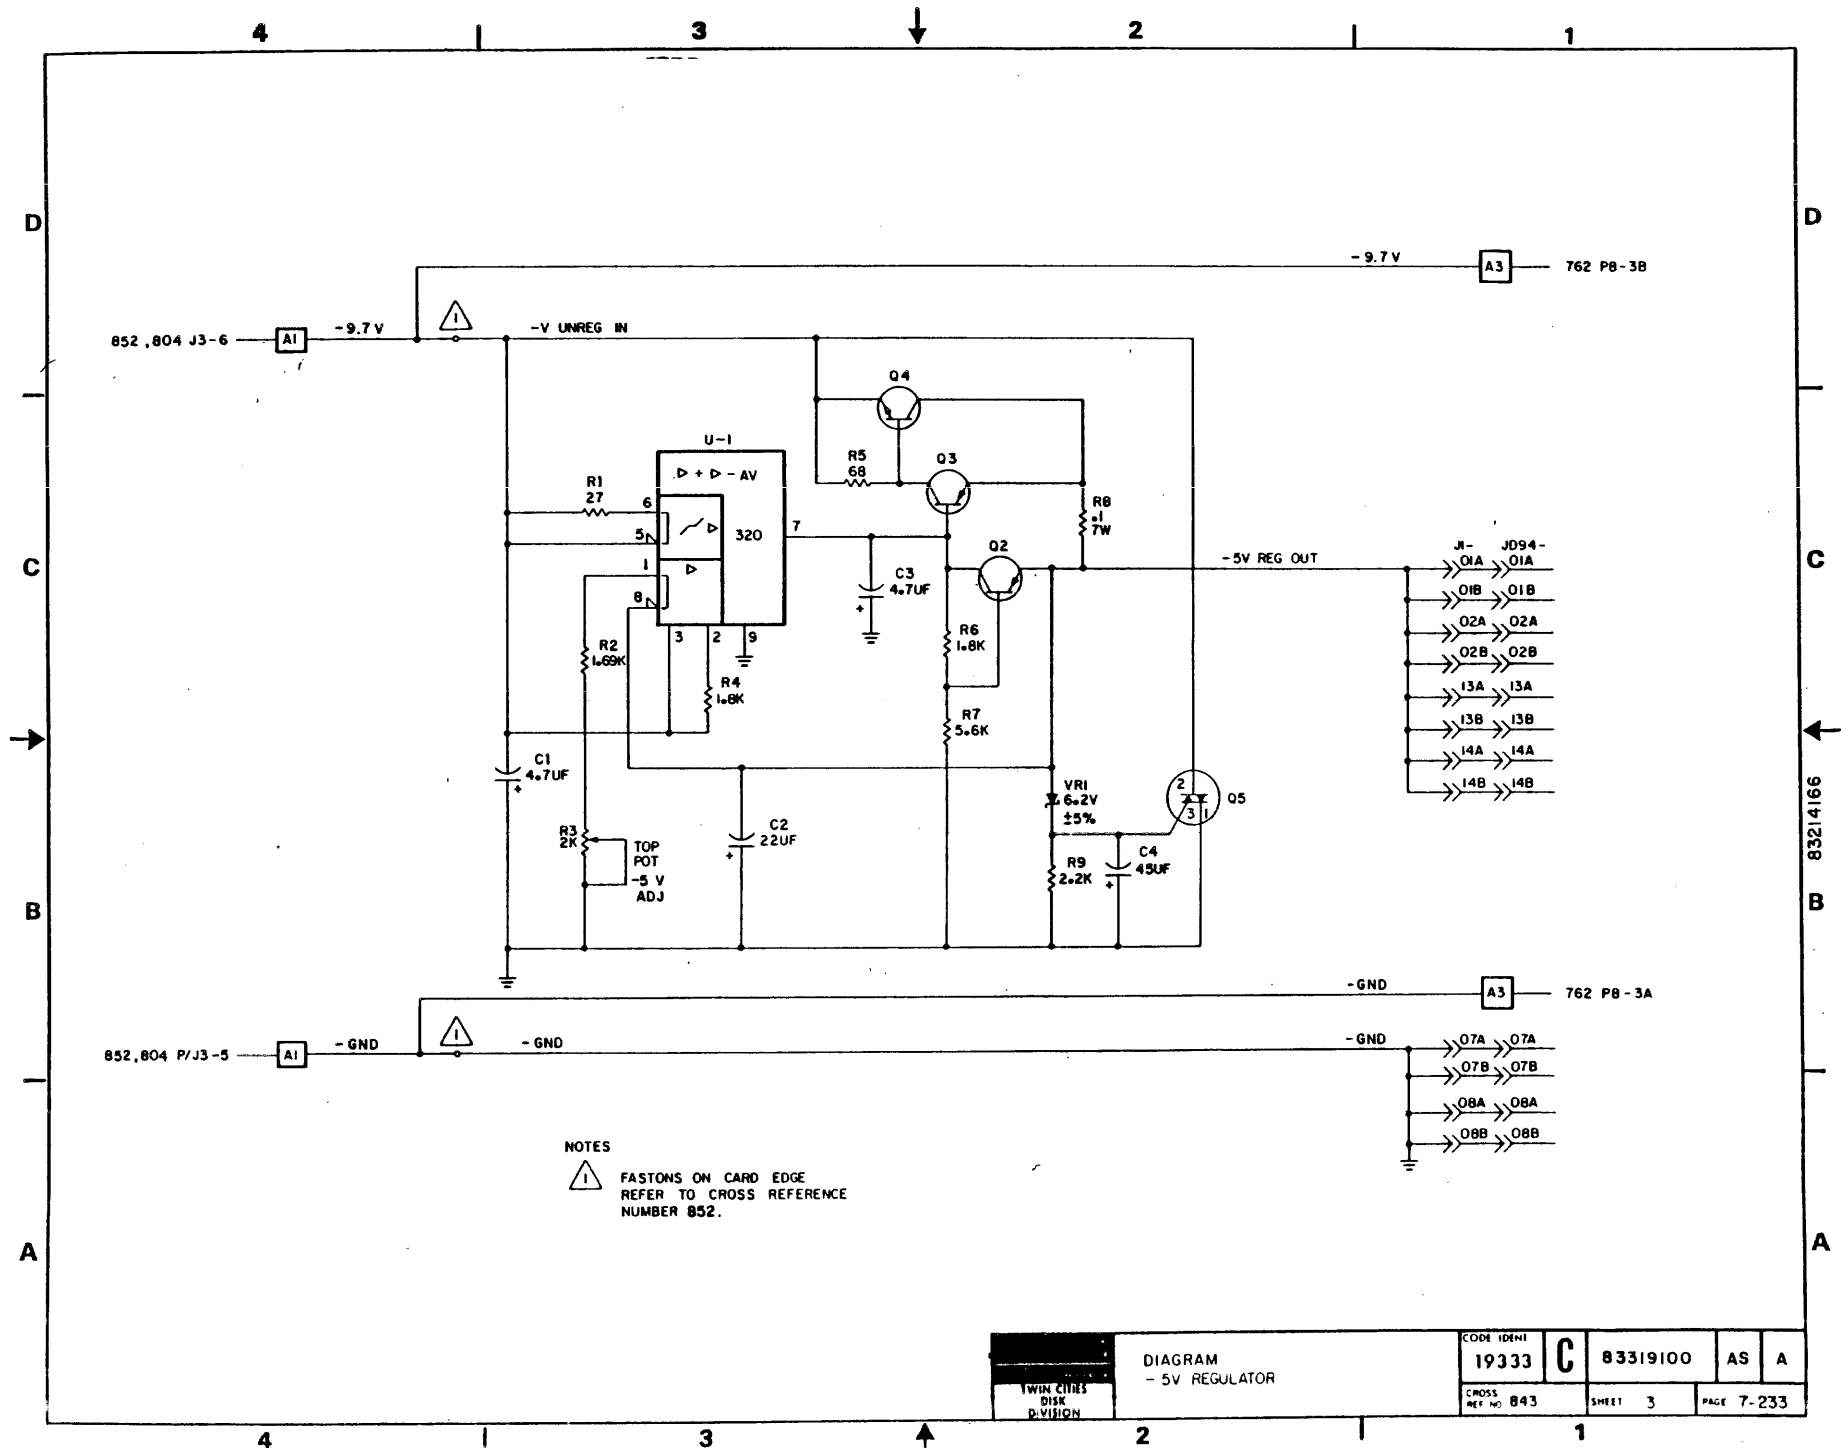 4 3 2 1
D D
-9.7 V A3 762 P8-3B
852,804 J3-6 A1 -9.7 V 1 -V UNREG IN
Q4
U-1
+ - AV
R5
68
Q3
R1
27
6
5
320
7
R8
.1
7W
Q2
C C
1
8
C3
4.7UF
+
-5V REG OUT
J1- JD94-
01A 01A
01B 01B
02A 02A
02B 02B
13A 13A
13B 13B
14A 14A
14B 14B
3 2 9
R2
1.69K
R4
1.8K
R6
1.8K
R7
5.6K
C1
4.7UF
+
VR1
6.2V
±5%
2
3 1
Q5
R3
2K
TOP
POT
-5 V
ADJ
C2
22UF
+
R9
2.2K
C4
45UF
+
83214166
B B
-GND A3 762 P8-3A
852,804 P/J3-5 A1 -GND 1 -GND -GND
07A 07A
07B 07B
08A 08A
08B 08B
NOTES
1 FASTONS ON CARD EDGE
REFER TO CROSS REFERENCE
NUMBER 852.
A A
TWIN CITIES
DISK
DIVISION
DIAGRAM
- 5V REGULATOR
CODE IDENT
19333
C
83319100
AS
A
CROSS
REF NO 843
SHEET 3
PAGE 7-233
4 3 2 1